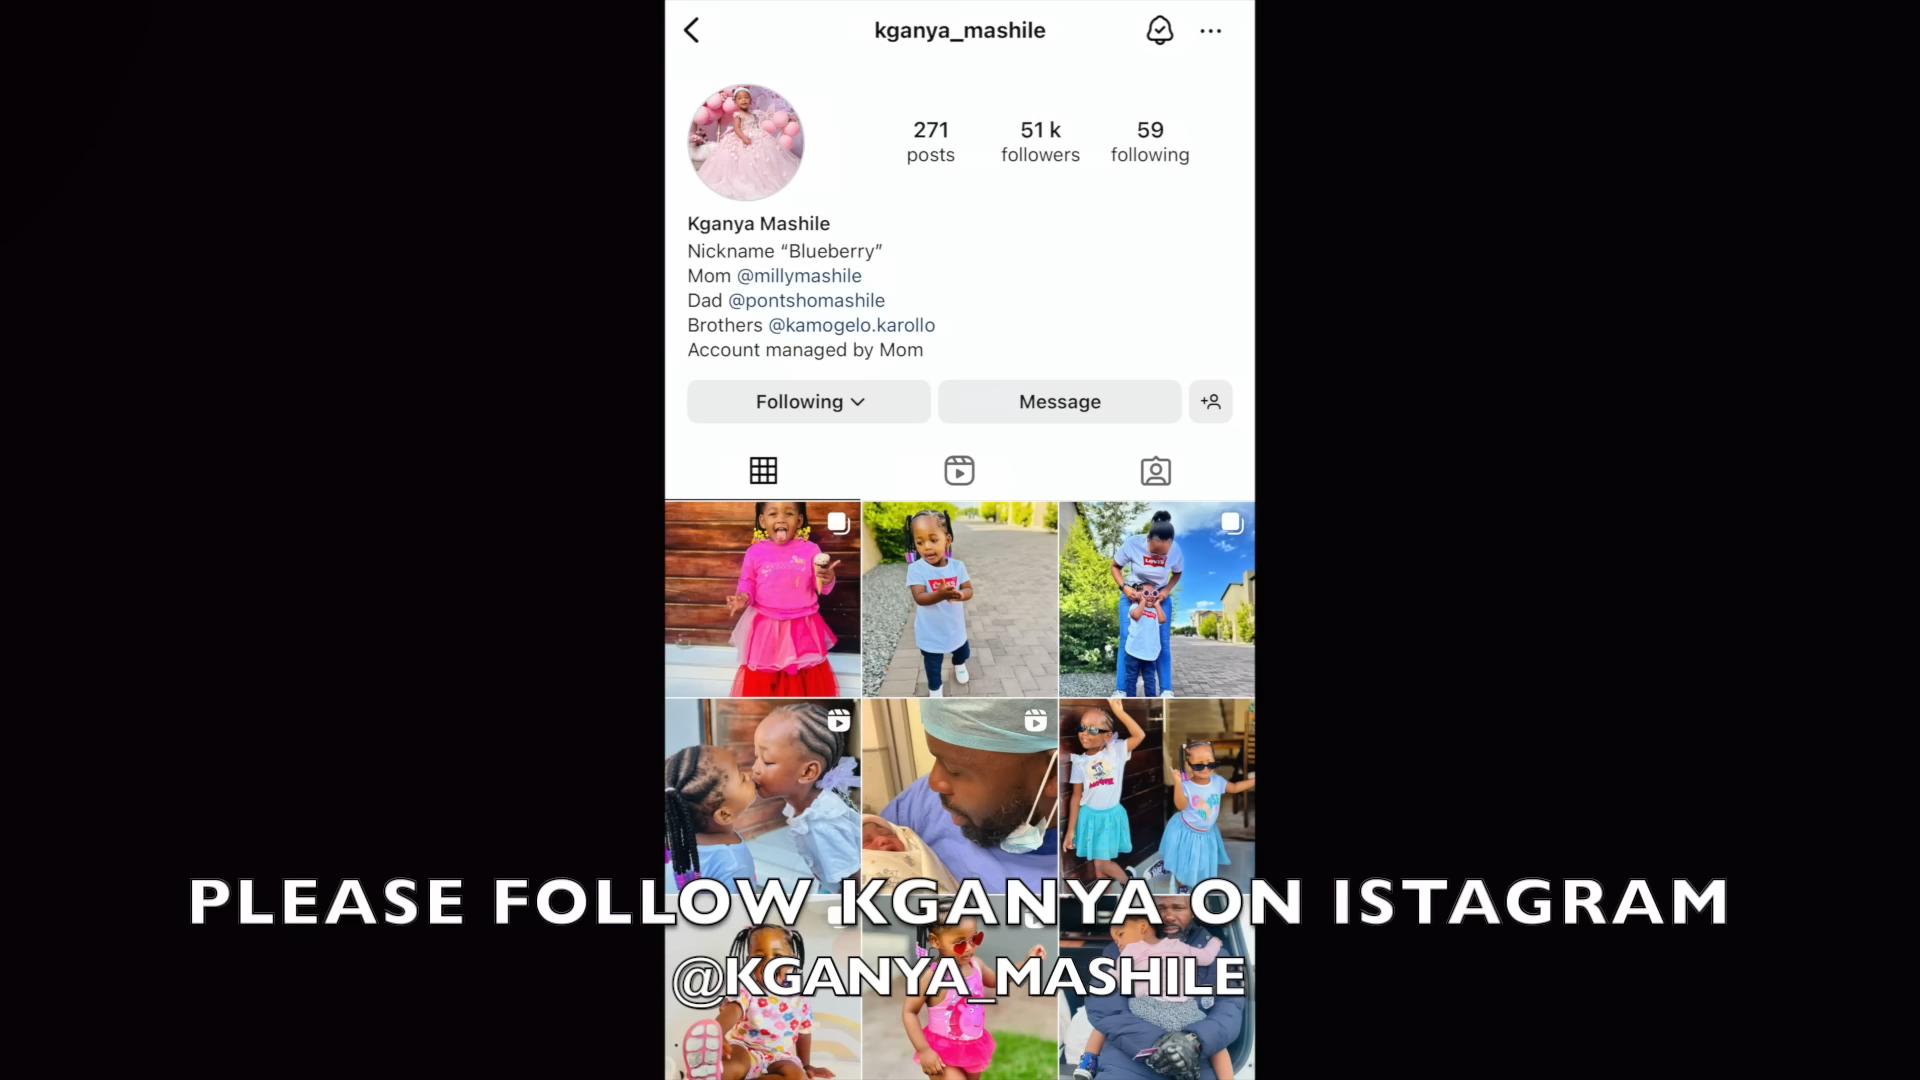 kganya_mashile
271
51 k
59
posts
followers
following
Kganya Mashile
Nickname “Blueberry”
Mom @millymashile
Dad @pontshomashile
Brothers @kamogelo.karollo
Account managed by Mom
Following
Message
Levi's
PLEASE FOLLOW KGANYA ON ISTAGRAM
@KGANYA_MASHILE